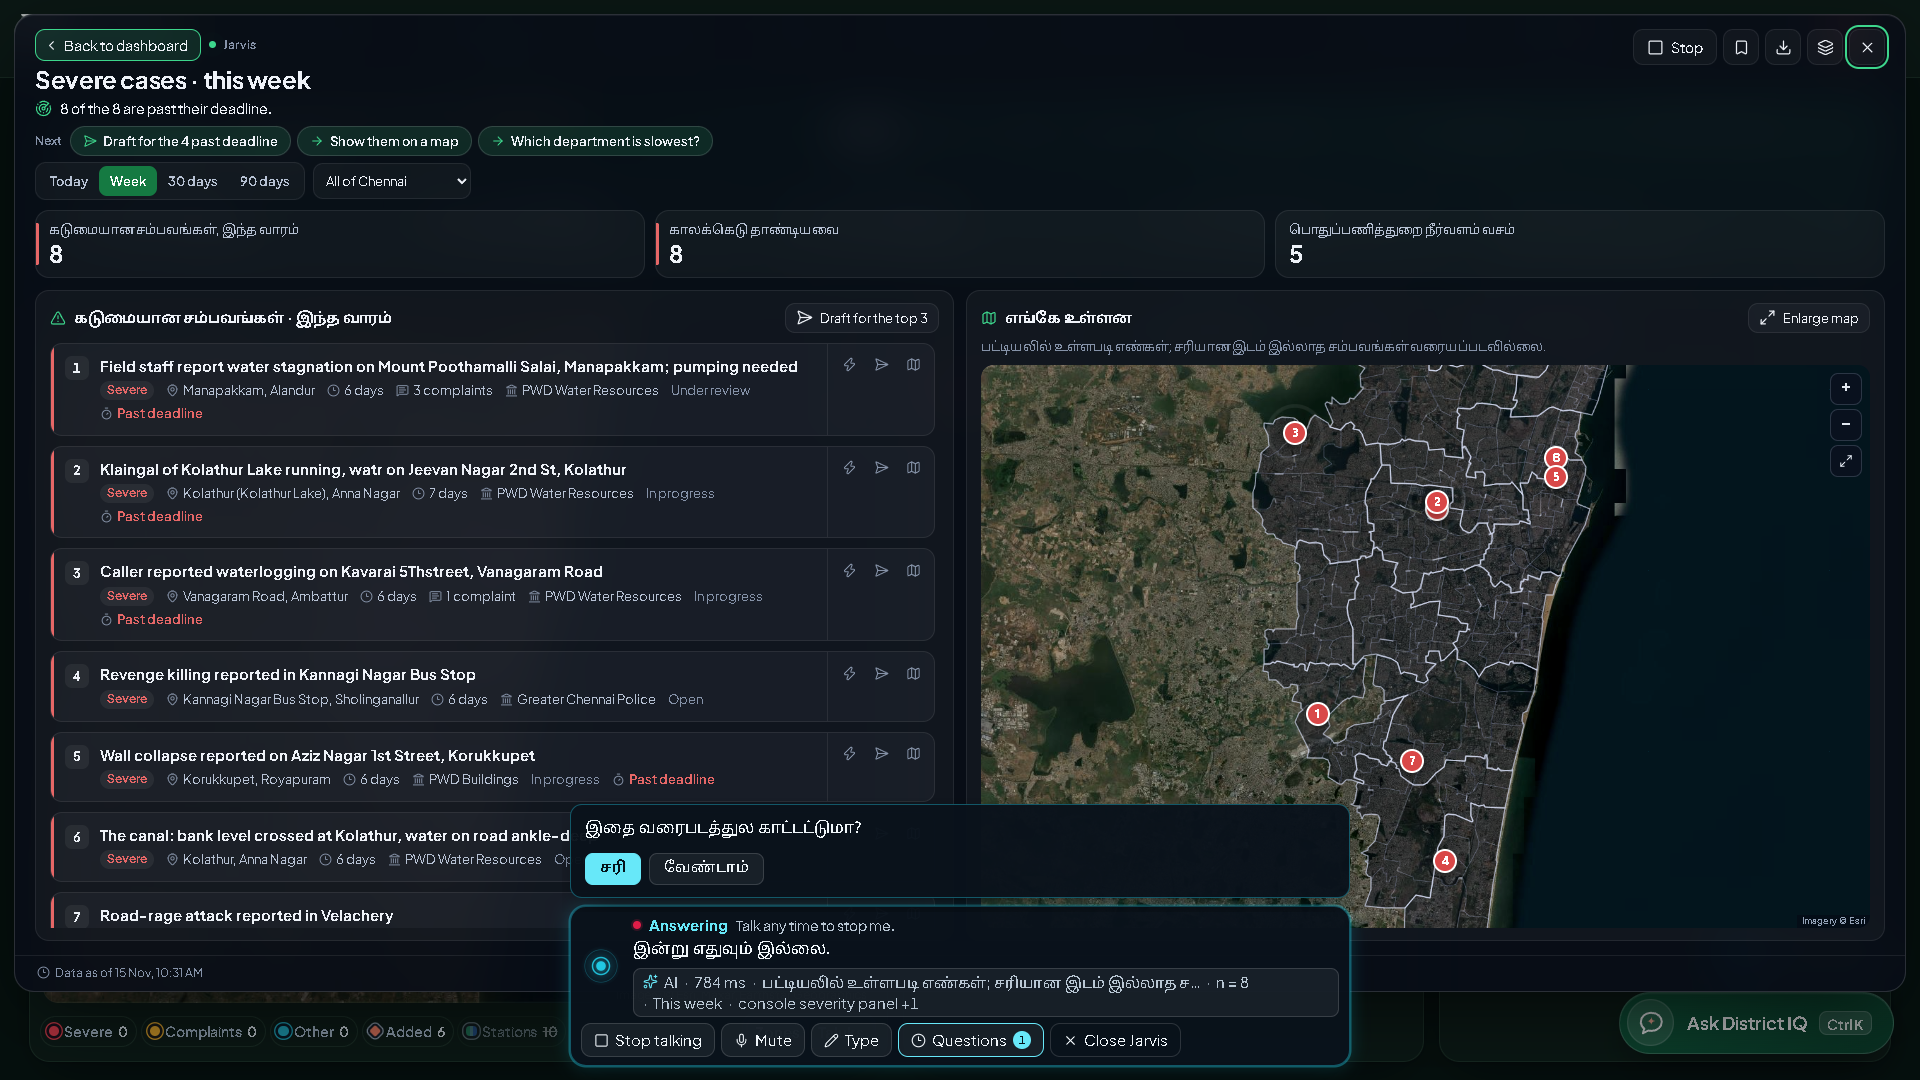 Back to dashboard
Jarvis
Stop
Severe cases · this week
8 of the 8 are past their deadline.
Next
Draft for the 4 past deadline
Show them on a map
Which department is slowest?
Today
Week
30 days
90 days
All of Chennai
கடுமையான சம்பவங்கள், இந்த வாரம்
8
காலக்கெடு தாண்டியவை
8
பொதுப்பணித்துறை நீர்வளம் வசம்
5
கடுமையான சம்பவங்கள் · இந்த வாரம்
Draft for the top 3
1
Field staff report water stagnation on Mount Poothamalli Salai, Manapakkam; pumping needed
Severe Manapakkam, Alandur 6 days 3 complaints PWD Water Resources Under review
Past deadline
2
Klaingal of Kolathur Lake running, watr on Jeevan Nagar 2nd St, Kolathur
Severe Kolathur (Kolathur Lake), Anna Nagar 7 days PWD Water Resources In progress
Past deadline
3
Caller reported waterlogging on Kavarai 5Thstreet, Vanagaram Road
Severe Vanagaram Road, Ambattur 6 days 1 complaint PWD Water Resources In progress
Past deadline
4
Revenge killing reported in Kannagi Nagar Bus Stop
Severe Kannagi Nagar Bus Stop, Sholinganallur 6 days Greater Chennai Police Open
5
Wall collapse reported on Aziz Nagar 1st Street, Korukkupet
Severe Korukkupet, Royapuram 6 days PWD Buildings In progress Past deadline
6
The canal: bank level crossed at Kolathur, water on road ankle-d
Severe Kolathur, Anna Nagar 6 days PWD Water Resources Op
7
Road-rage attack reported in Velachery
எங்கே உள்ளன
Enlarge map
பட்டியலில் உள்ளபடி எண்கள்; சரியான இடம் இல்லாத சம்பவங்கள் வரையப்படவில்லை.
+
−
3
8
5
2
1
7
4
Imagery © Esri
இதை வரைபடத்துல காட்டட்டுமா?
சரி
வேண்டாம்
Answering Talk any time to stop me.
இன்று எதுவும் இல்லை.
AI · 784 ms · பட்டியலில் உள்ளபடி எண்கள்; சரியான இடம் இல்லாத ச... · n = 8
· This week · console severity panel +1
Stop talking
Mute
Type
Questions 1
Close Jarvis
Data as of 15 Nov, 10:31 AM
Severe 0
Complaints 0
Other 0
Added 6
Stations 10
Ask District IQ
Ctrl K